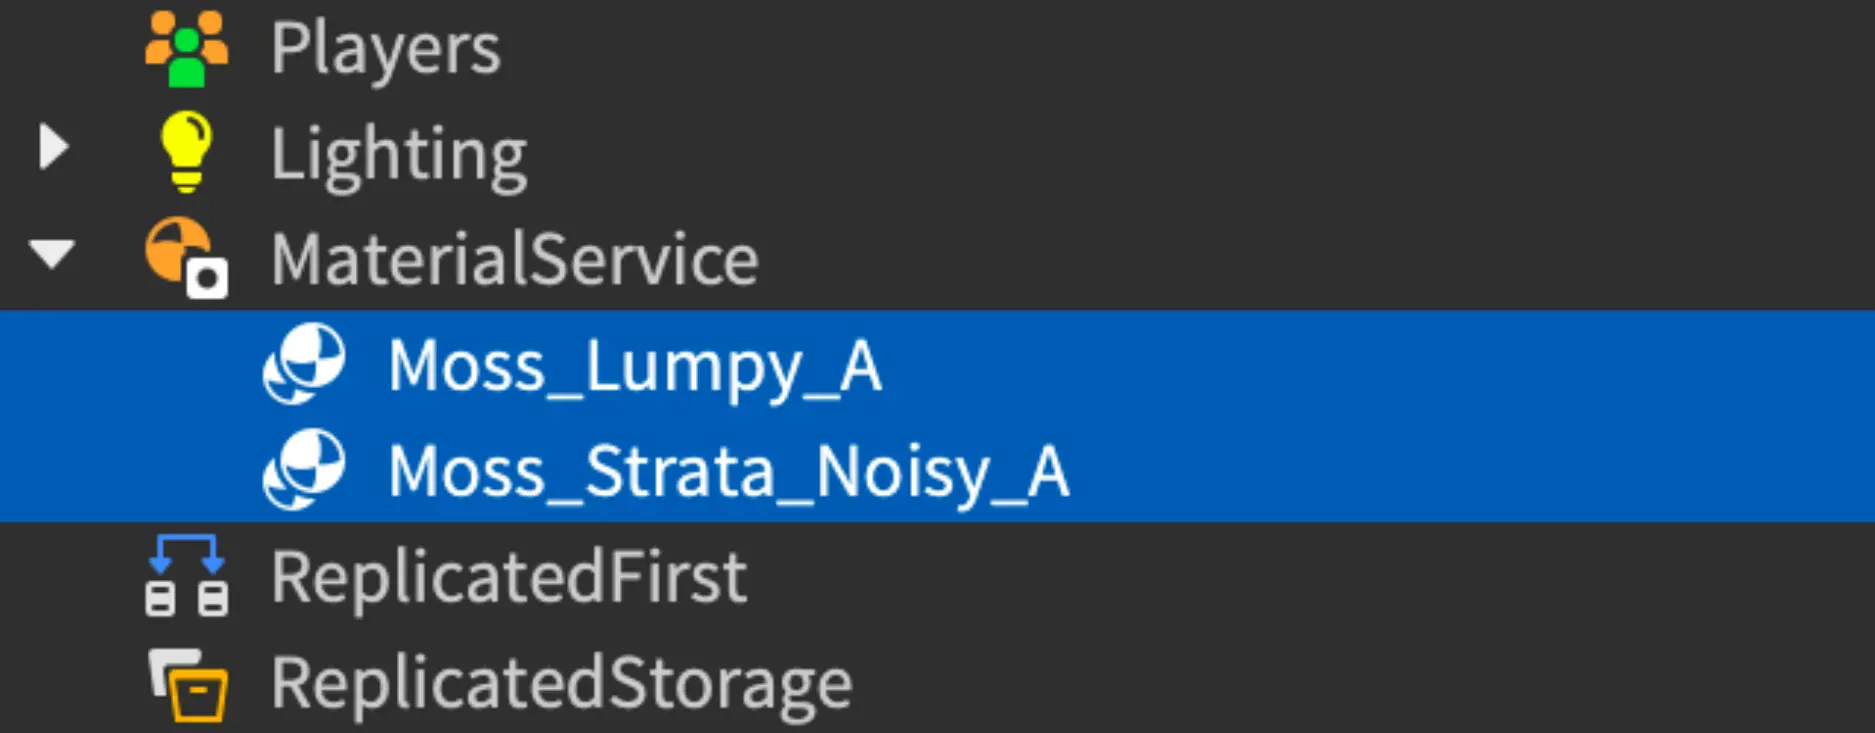 Players
Lighting
MaterialService
Moss_Lumpy_A
Moss_Strata_Noisy_A
ReplicatedFirst
ReplicatedStorage